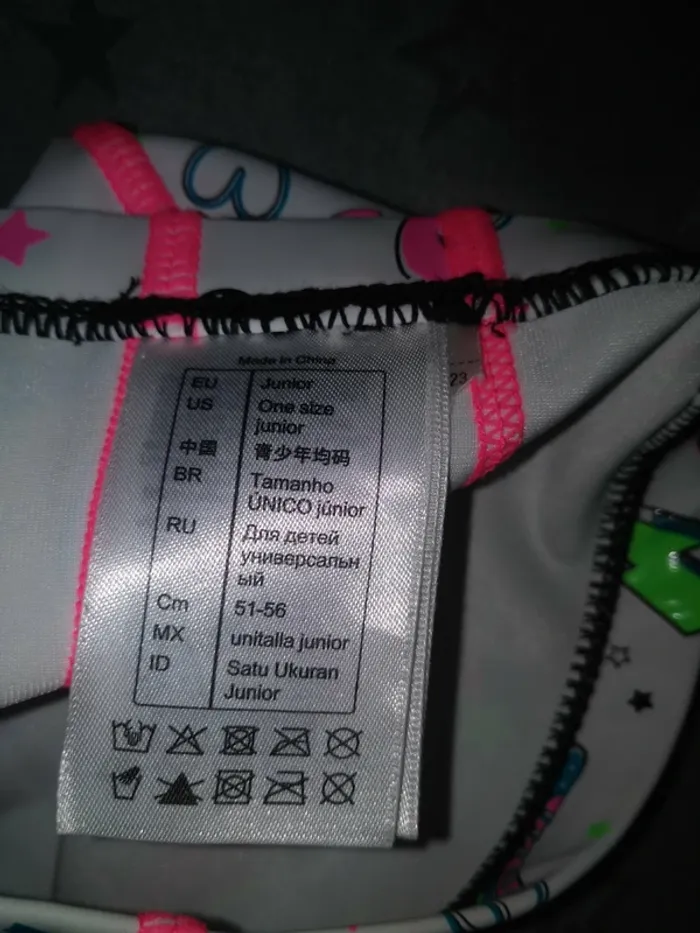 Made in China
EU Junior
US One size
junior
中国 青少年均码
BR Tamanho
ÚNICO júnior
RU Для детей
универсальн
ый
Cm 51-56
MX unitalla junior
ID Satu Ukuran
Junior
23